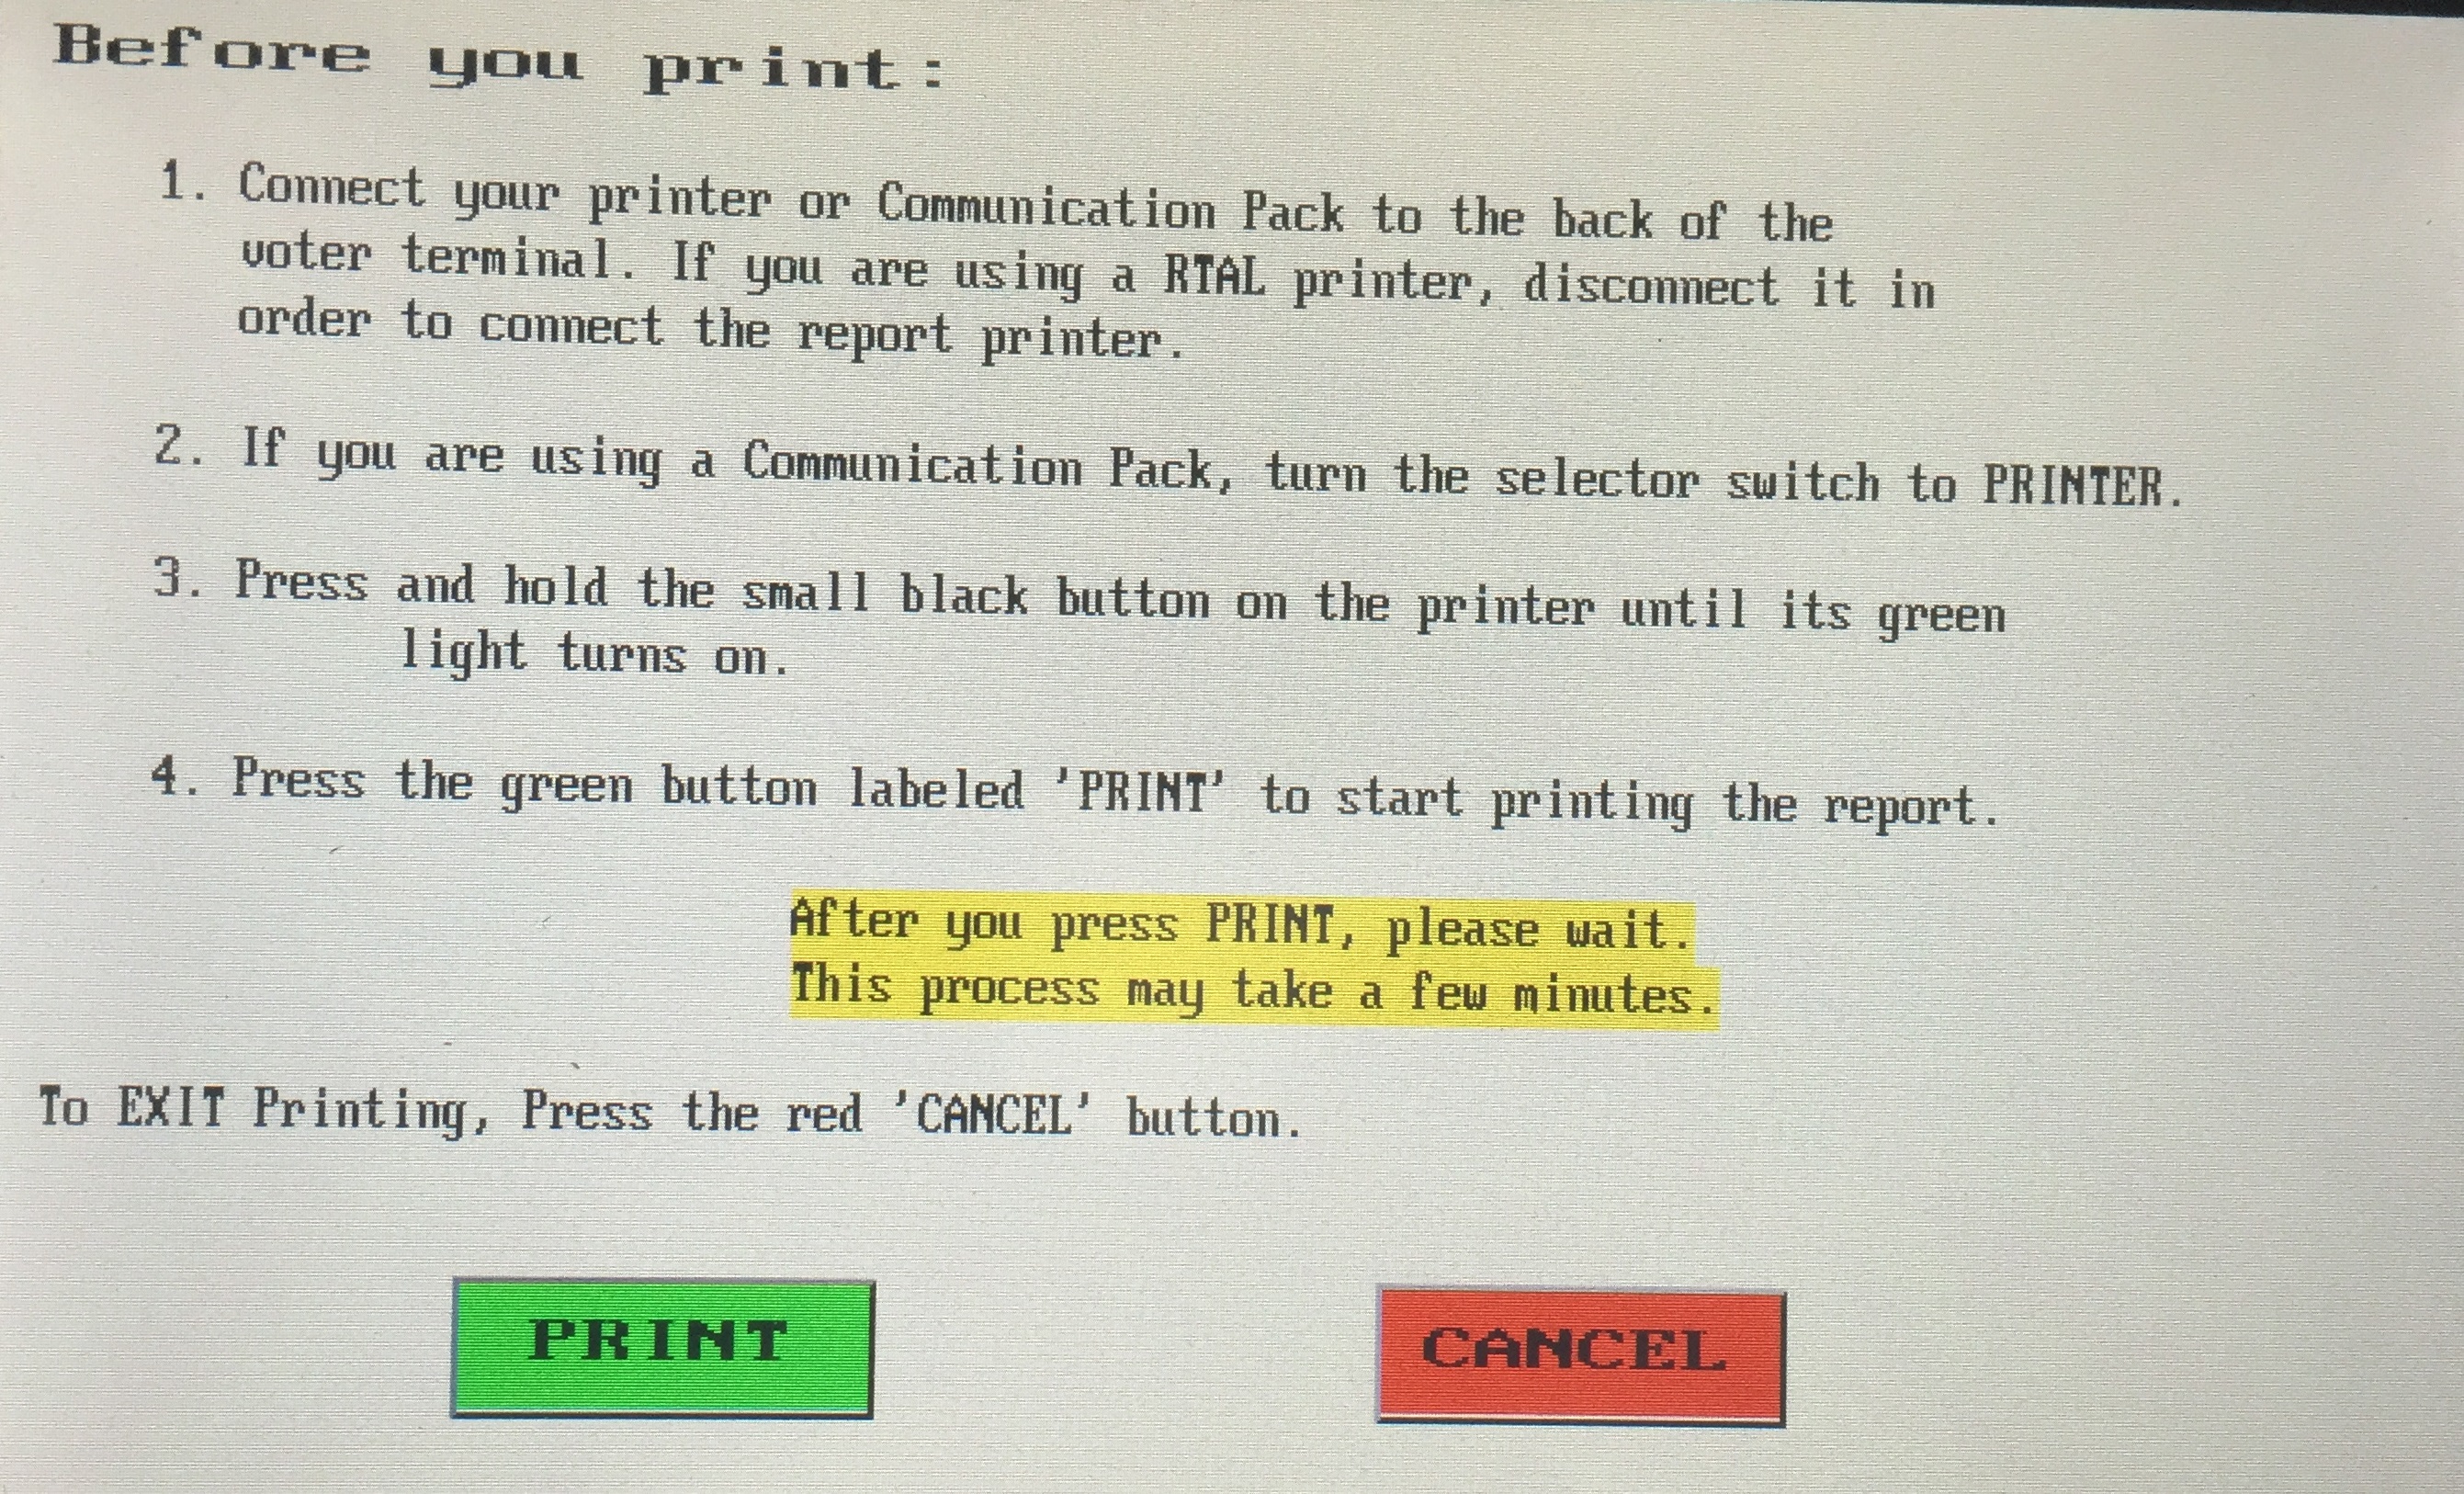 Before you print:
1. Connect your printer or Communication Pack to the back of the
voter terminal. If you are using a RTAL printer, disconnect it in
order to connect the report printer.
2. If you are using a Communication Pack, turn the selector switch to PRINTER.
3. Press and hold the small black button on the printer until its green
light turns on.
4. Press the green button labeled 'PRINT' to start printing the report.
After you press PRINT, please wait.
This process may take a few minutes.
To EXIT Printing, Press the red 'CANCEL' button.
PRINT CANCEL